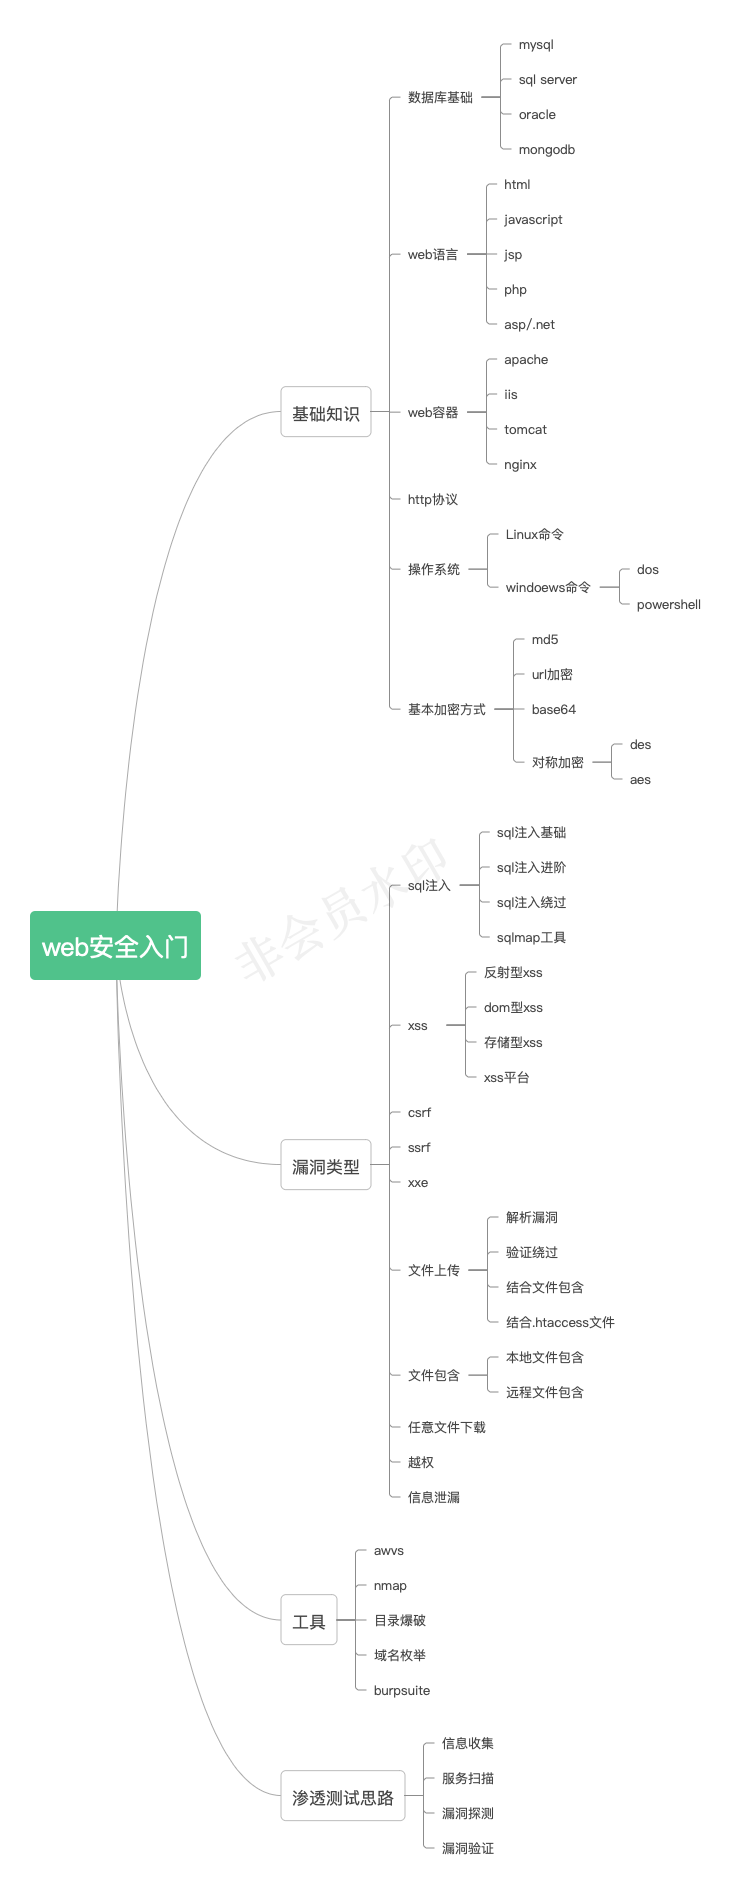 web安全入门
基础知识
数据库基础
mysql
sql server
oracle
mongodb
web语言
html
javascript
jsp
php
asp/.net
web容器
apache
iis
tomcat
nginx
http协议
操作系统
Linux命令
windoews命令
dos
powershell
基本加密方式
md5
url加密
base64
对称加密
des
aes
漏洞类型
sql注入
sql注入基础
sql注入进阶
sql注入绕过
sqlmap工具
xss
反射型xss
dom型xss
存储型xss
xss平台
csrf
ssrf
xxe
文件上传
解析漏洞
验证绕过
结合文件包含
结合.htaccess文件
文件包含
本地文件包含
远程文件包含
任意文件下载
越权
信息泄漏
工具
awvs
nmap
目录爆破
域名枚举
burpsuite
渗透测试思路
信息收集
服务扫描
漏洞探测
漏洞验证
非会员水印